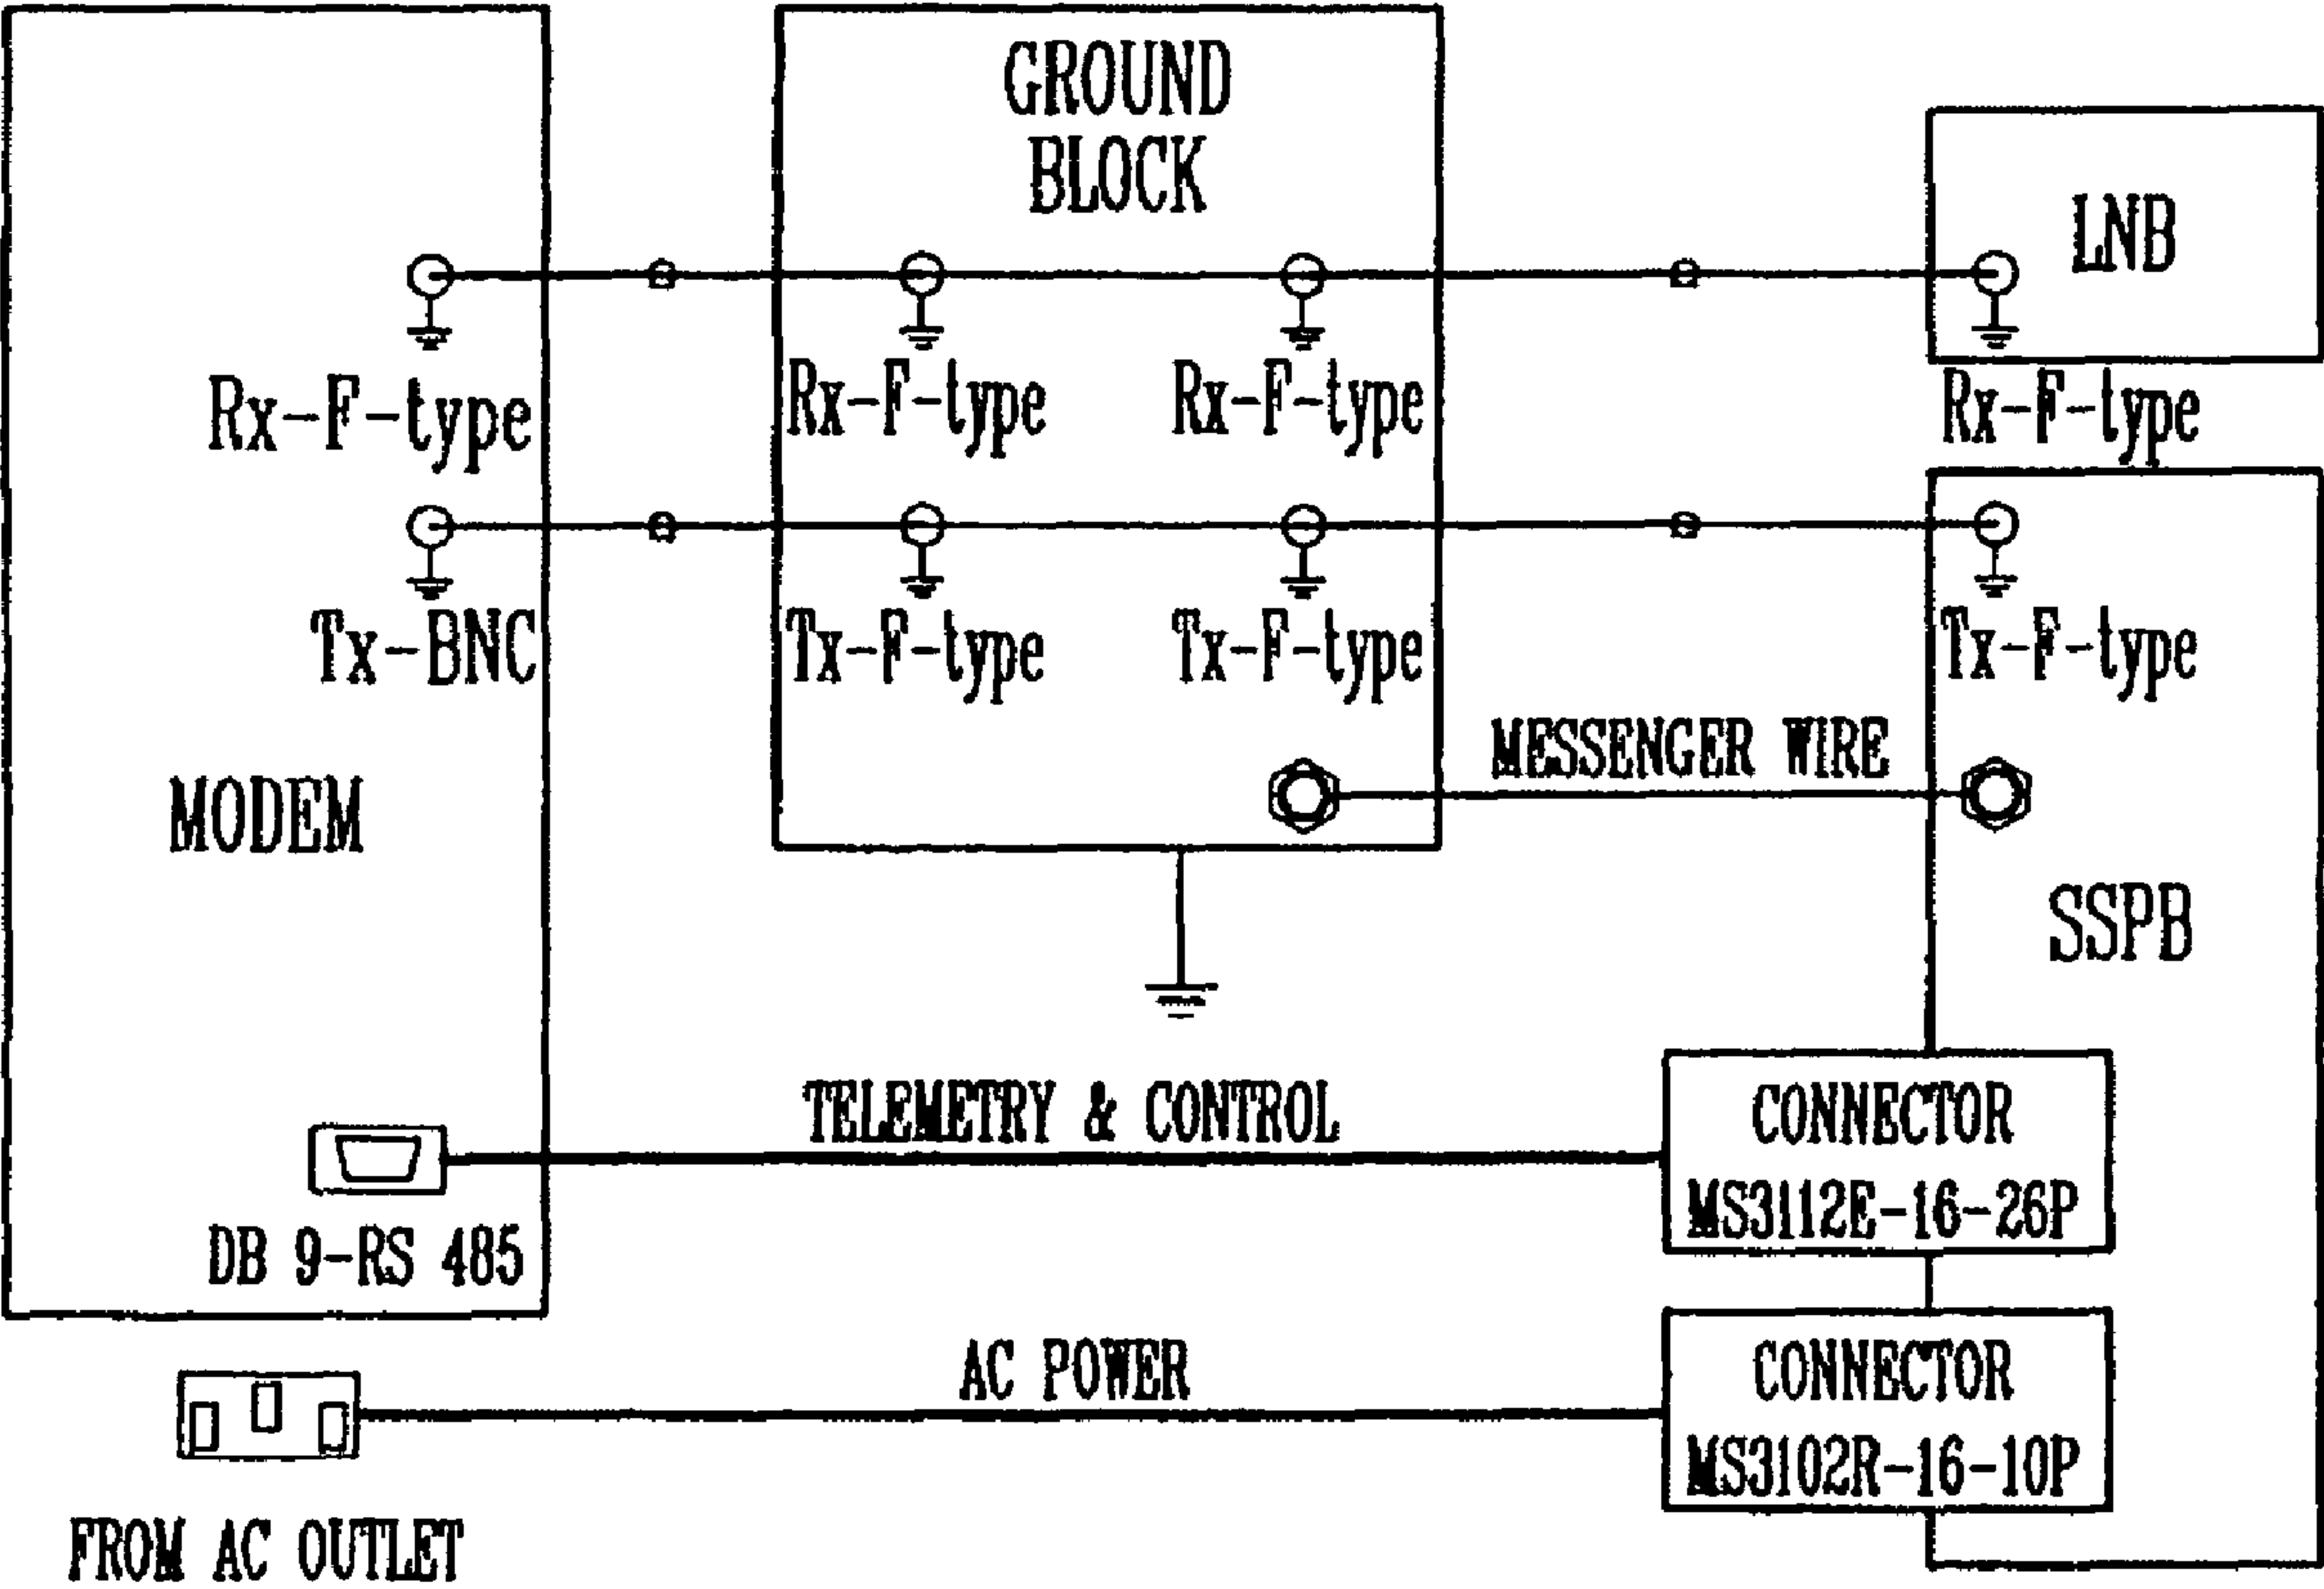 GROUND
BLOCK
LNB
Rx-F-type
Rx-F-type
Rx-F-type
Rx-F-type
Tx-BNC
Tx-F-type
Tx-F-type
Tx-F-type
MESSENGER WIRE
MODEM
SSPB
TELEMETRY & CONTROL
CONNECTOR
MS3112E-16-26P
DB 9-RS 485
AC POWER
CONNECTOR
MS3102R-16-10P
FROM AC OUTLET